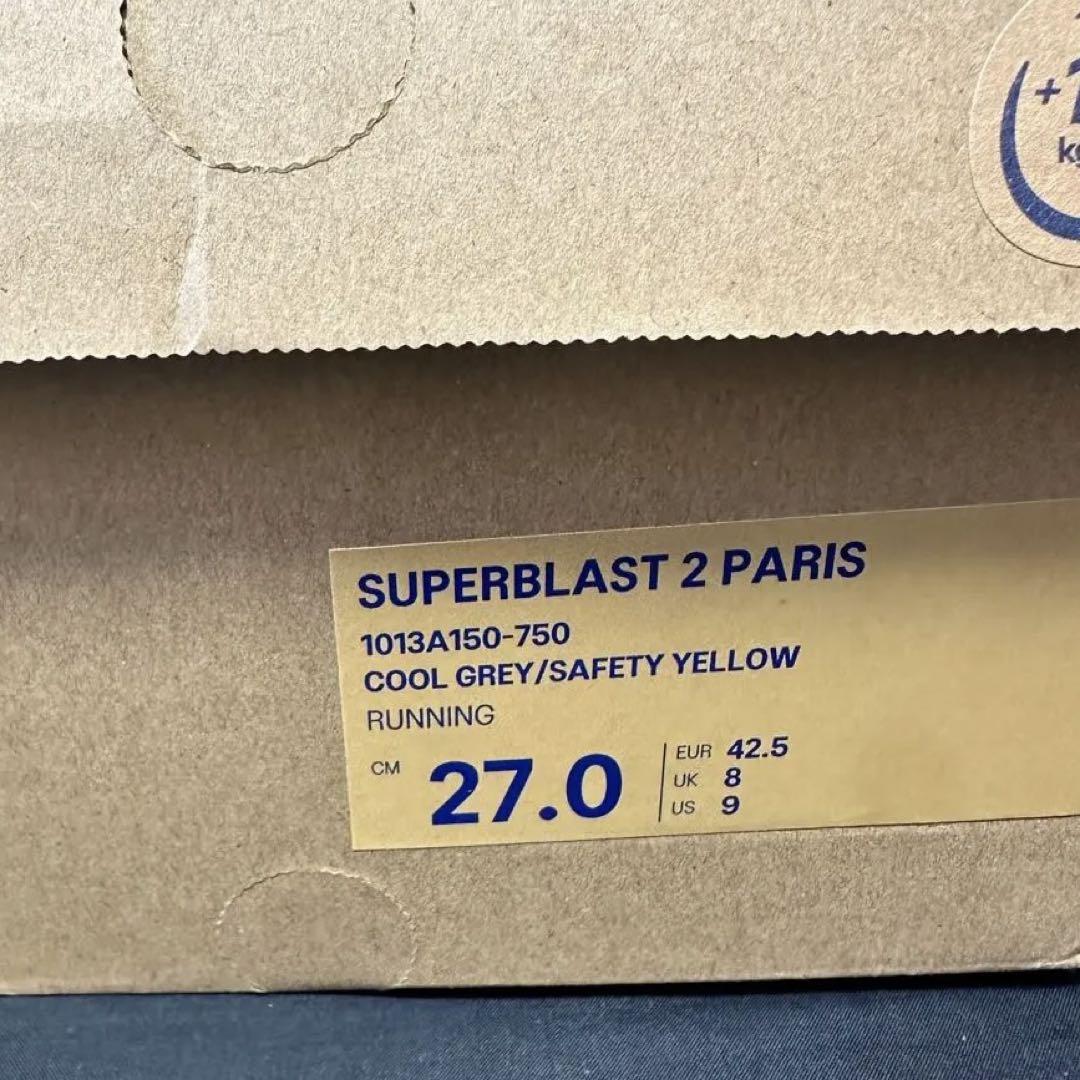 SUPERBLAST 2 PARIS
1013A150-750
COOL GREY/SAFETY YELLOW
RUNNING
CM 27.0
EUR 42.5
UK 8
US 9